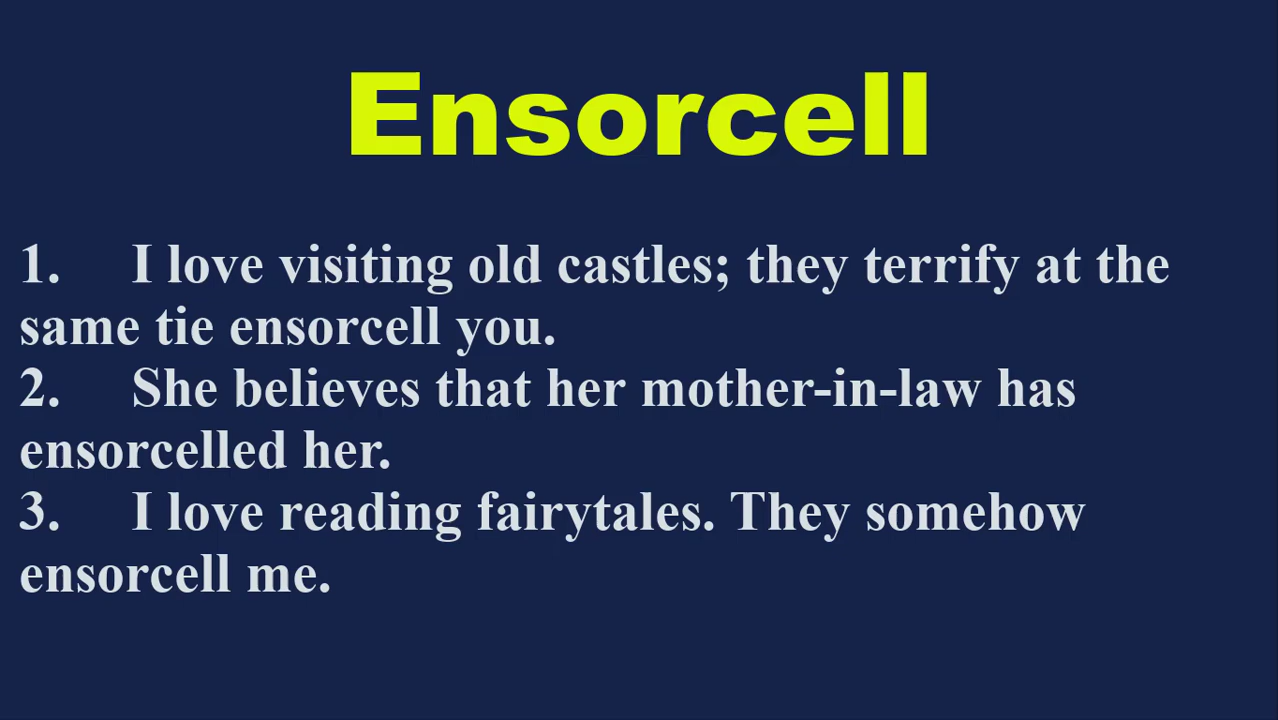 Ensorcell
1. I love visiting old castles; they terrify at the
same tie ensorcell you.
2. She believes that her mother-in-law has
ensorcelled her.
3. I love reading fairytales. They somehow
ensorcell me.